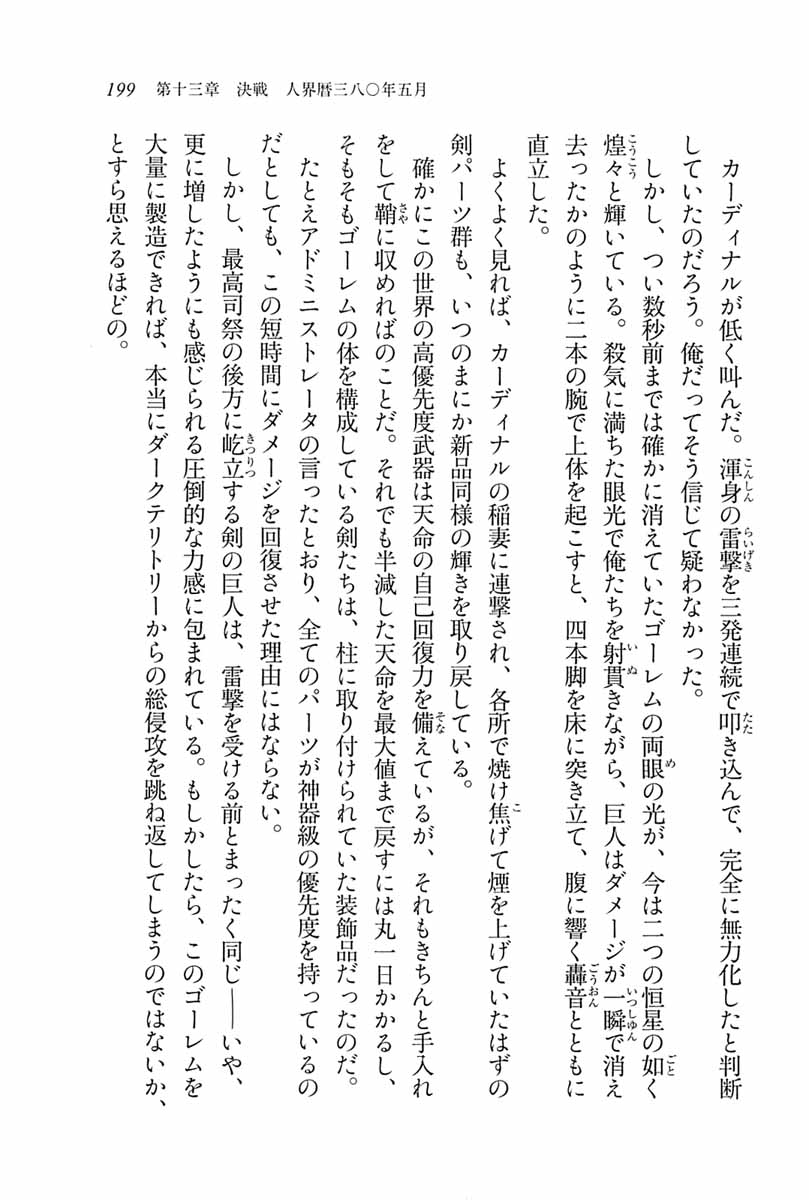 199 第十三章 決戦 人界暦三八〇年五月
カーディナルが低く叫んだ。渾身の雷撃を三発連続で叩き込んで、完全に無力化したと判断
していたのだろう。俺だってそう信じて疑わなかった。
しかし、つい数秒前までは確かに消えていたゴーレムの両眼の光が、今は二つの恒星の如く
煌々と輝いている。殺気に満ちた眼光で俺たちを射貫きながら、巨人はダメージが一瞬で消え
去ったかのように二本の腕で上体を起こすと、四本脚を床に突き立て、腹に響く轟音とともに
直立した。
よくよく見れば、カーディナルの稲妻に連撃され、各所で焼け焦げて煙を上げていたはずの
剣パーツ群も、いつのまにか新品同様の輝きを取り戻している。
確かにこの世界の高優先度武器は天命の自己回復力を備えているが、それもきちんと手入れ
をして鞘に収めればのことだ。それでも半減した天命を最大値まで戻すには丸一日かかるし、
そもそもゴーレムの体を構成している剣たちは、柱に取り付けられていた装飾品だったのだ。
たとえアドミニストレータの言ったとおり、全てのパーツが神器級の優先度を持っているの
だとしても、この短時間にダメージを回復させた理由にはならない。
しかし、最高司祭の後方に屹立する剣の巨人は、雷撃を受ける前とまったく同じ――いや、
更に増したようにも感じられる圧倒的な力感に包まれている。もしかしたら、このゴーレムを
大量に製造できれば、本当にダークテリトリーからの総侵攻を跳ね返してしまうのではないか、
とすら思えるほどの。